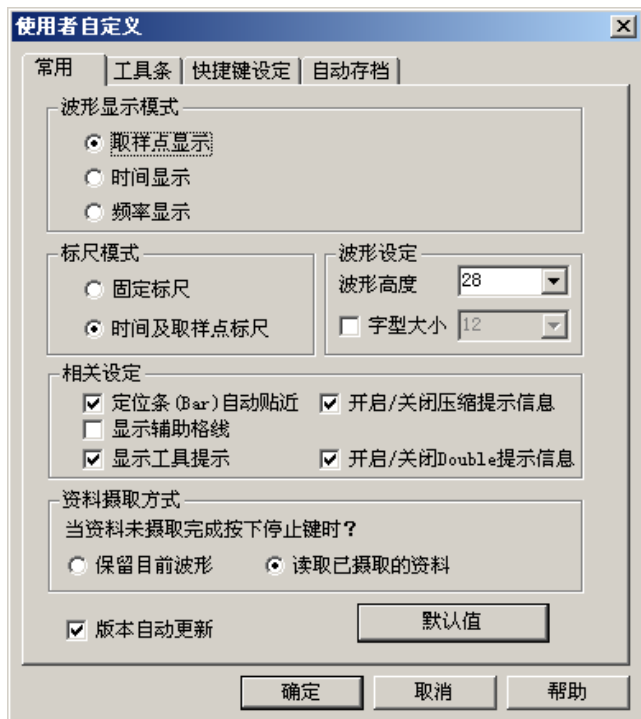 使用者自定义
常用 工具条 快捷键设定 自动存档
波形显示模式
取样点显示
时间显示
频率显示
标尺模式
固定标尺
时间及取样点标尺
波形设定
波形高度 28
字型大小 12
相关设定
定位条(Bar)自动贴近 开启/关闭压缩提示信息
显示辅助格线
显示工具提示 开启/关闭Double提示信息
资料摄取方式
当资料未摄取完成按下停止键时?
保留目前波形 读取已摄取的资料
版本自动更新 默认值
确定 取消 帮助